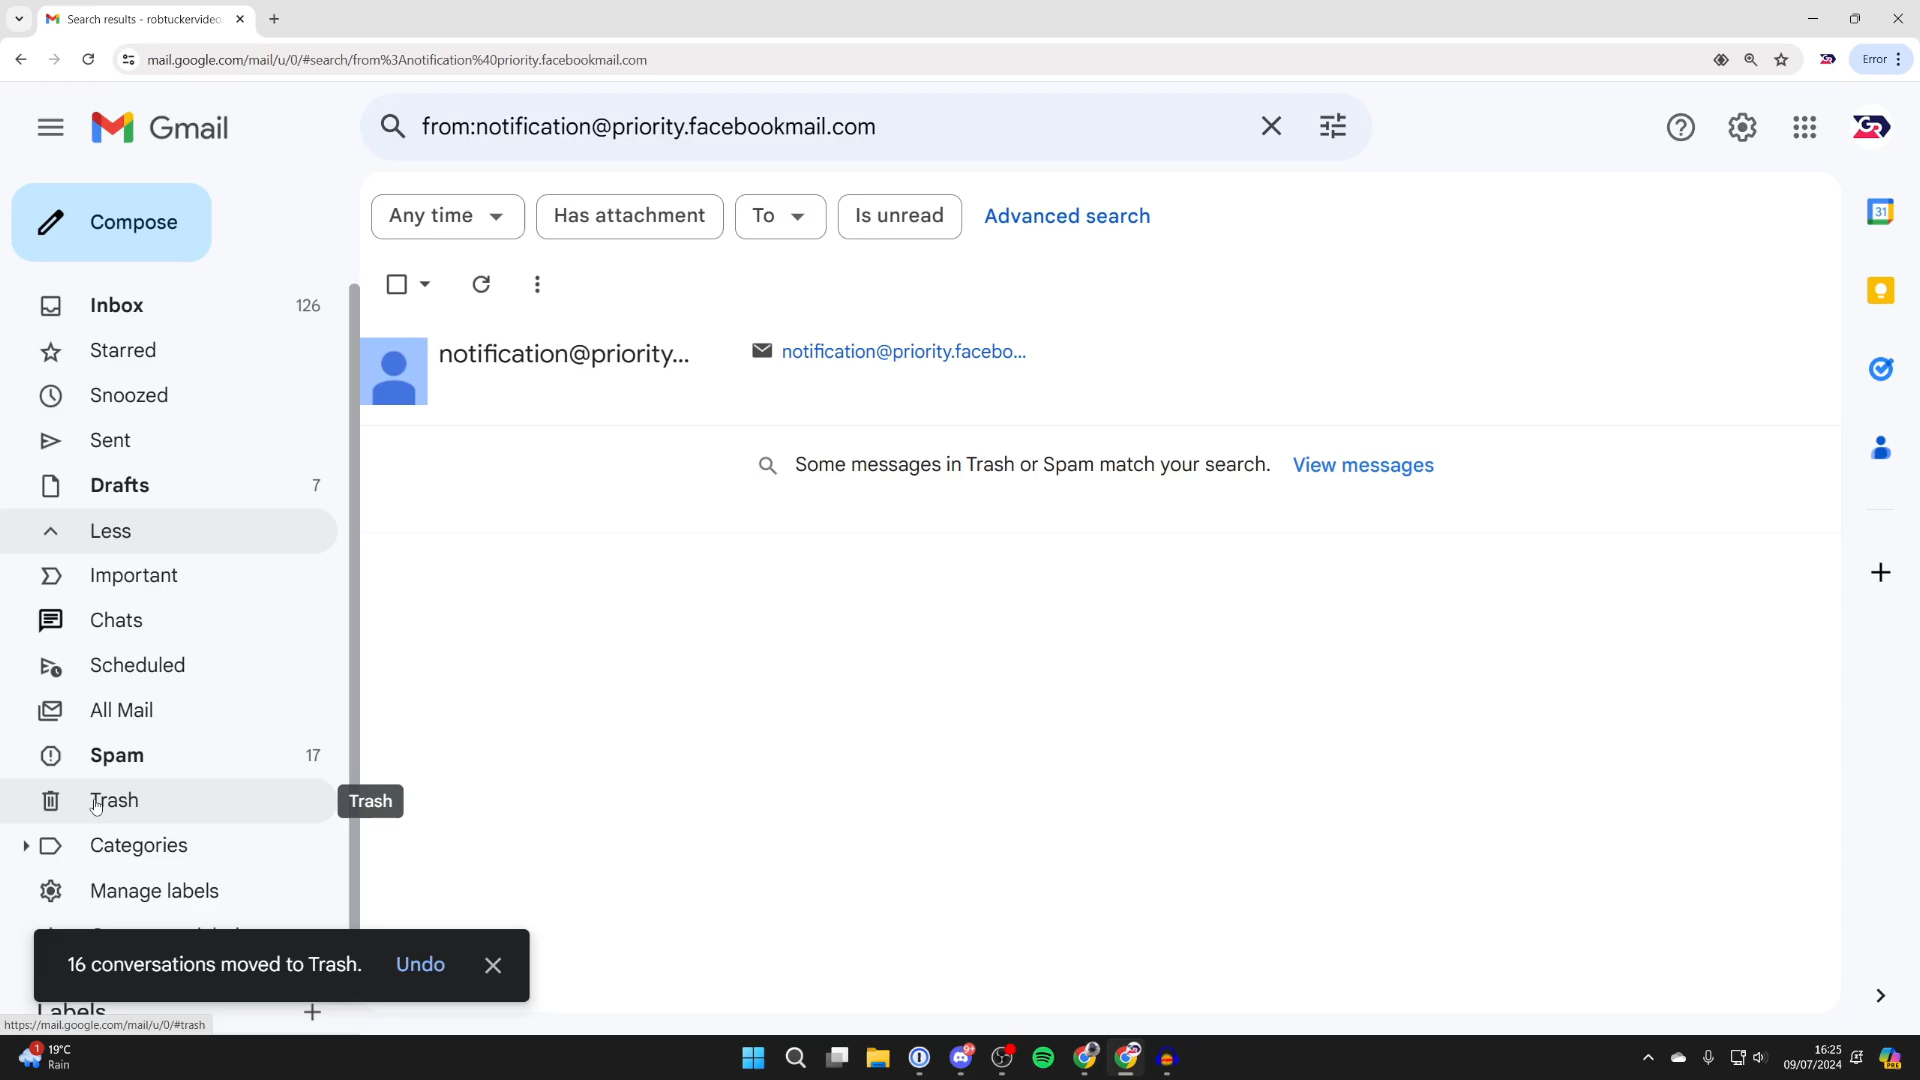 Search results - robtuckervideo
mail.google.com/mail/u/0/#search/from%3Anotification%40priority.facebookmail.com
Error
Gmail
from:notification@priority.facebookmail.com
Compose
Any time
Has attachment
To
Is unread
Advanced search
31
Inbox 126
Starred
Snoozed
Sent
Drafts 7
Less
Important
Chats
Scheduled
All Mail
Spam 17
Trash
Trash
Categories
Manage labels
notification@priority...
notification@priority.facebo...
Some messages in Trash or Spam match your search. View messages
16 conversations moved to Trash. Undo
Labels
https://mail.google.com/mail/u/0/#trash
1
19°C
Rain
9+
16:25
09/07/2024
PRE